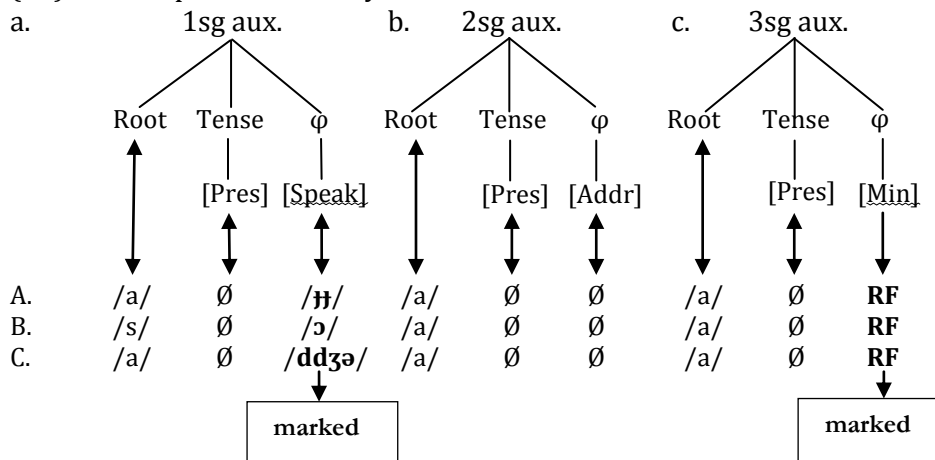 a. 1sg aux. b. 2sg aux. c. 3sg aux.
Root Tense φ Root Tense φ Root Tense φ
[Pres] [Speak] [Pres] [Addr] [Pres] [Min]
A. /a/ Ø /ɟɟ/ /a/ Ø Ø /a/ Ø RF
B. /s/ Ø /ɔ/ /a/ Ø Ø /a/ Ø RF
C. /a/ Ø /ddʒə/ /a/ Ø Ø /a/ Ø RF
marked marked